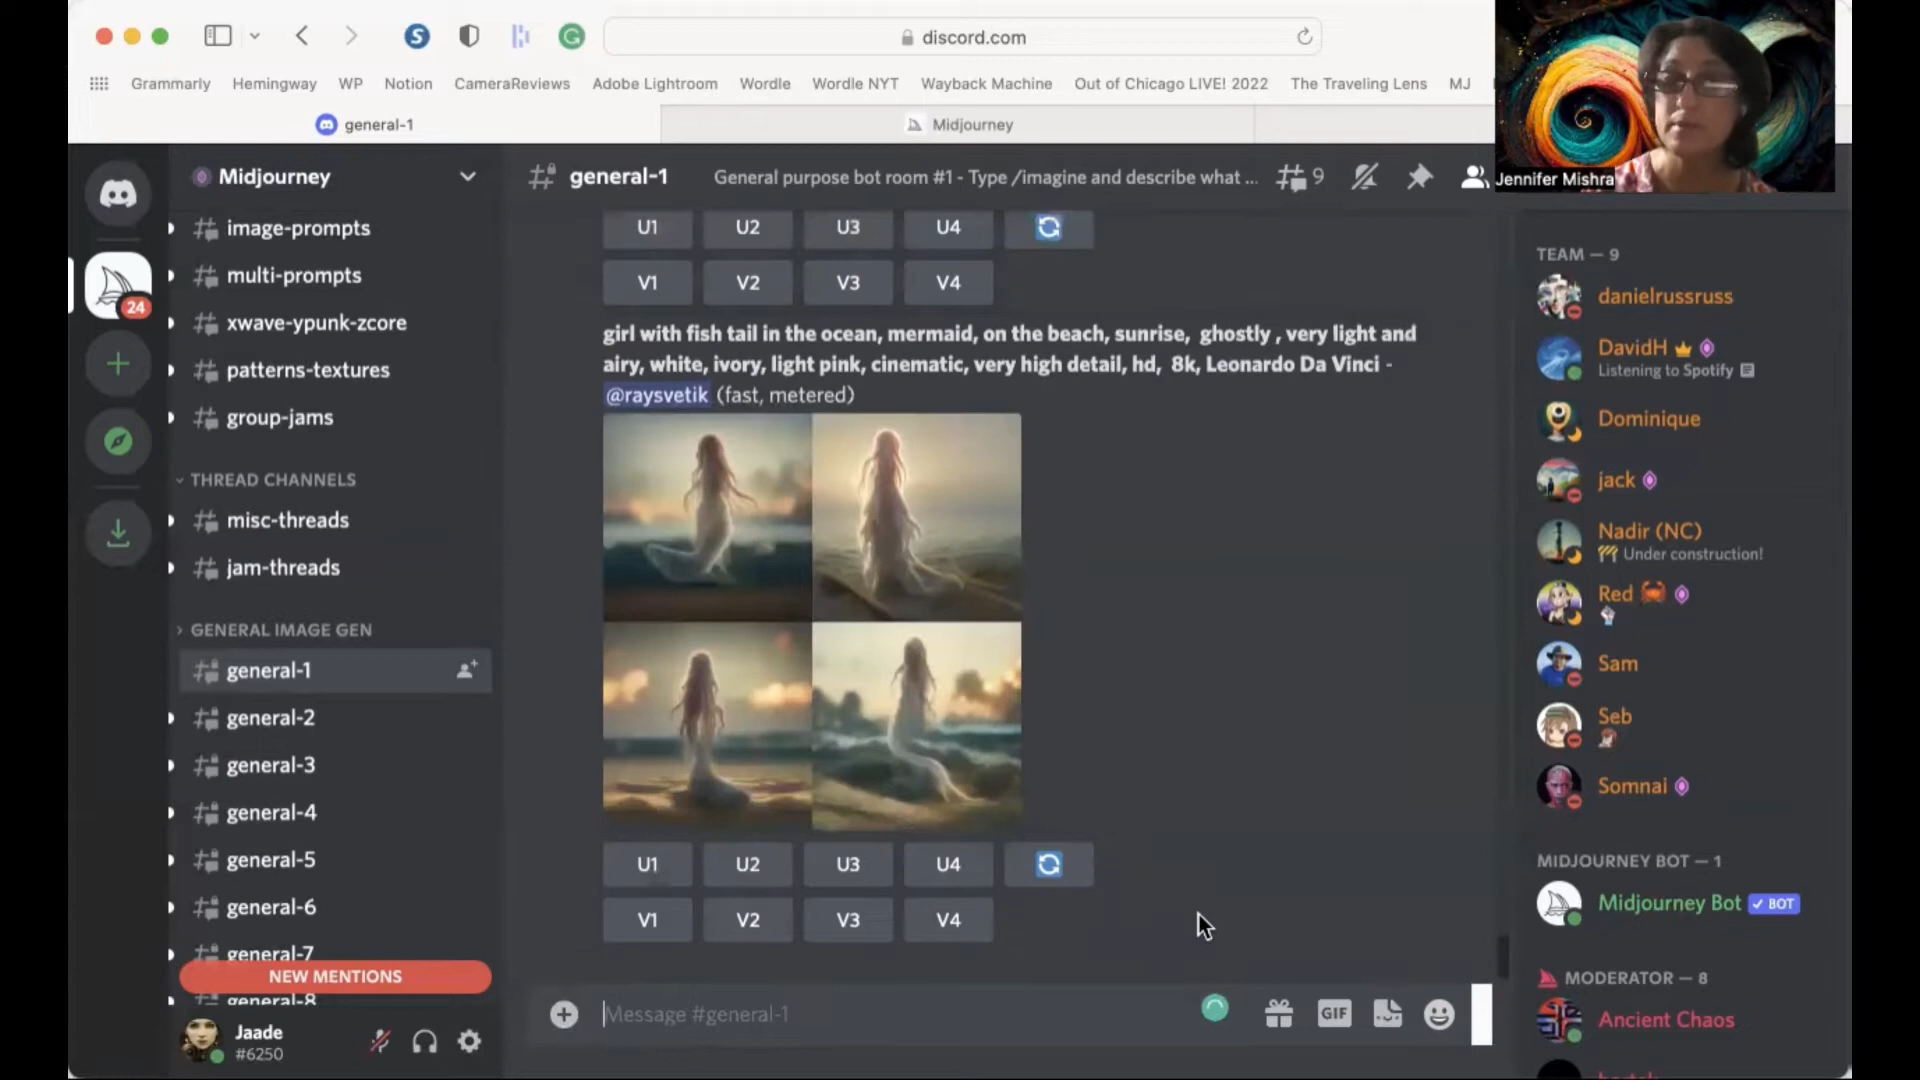 discord.com
Grammarly Hemingway WP Notion CameraReviews Adobe Lightroom Wordle Wordle NYT Wayback Machine Out of Chicago LIVE! 2022 The Traveling Lens MJ
general-1
Midjourney
Jennifer Mishra
Midjourney
image-prompts
multi-prompts
xwave-ypunk-zcore
patterns-textures
group-jams
THREAD CHANNELS
misc-threads
jam-threads
GENERAL IMAGE GEN
general-1
general-2
general-3
general-4
general-5
general-6
general-7
general-8
NEW MENTIONS
24
Jaade
#6250
general-1
General purpose bot room #1 - Type /imagine and describe what ...
9
U1 U2 U3 U4
V1 V2 V3 V4
girl with fish tail in the ocean, mermaid, on the beach, sunrise, ghostly , very light and
airy, white, ivory, light pink, cinematic, very high detail, hd, 8k, Leonardo Da Vinci -
@raysvetik (fast, metered)
U1 U2 U3 U4
V1 V2 V3 V4
Message #general-1
GIF
TEAM — 9
danielrussruss
DavidH
Listening to Spotify
Dominique
jack
Nadir (NC)
Under construction!
Red
Sam
Seb
Somnai
MIDJOURNEY BOT — 1
Midjourney Bot BOT
MODERATOR — 8
Ancient Chaos